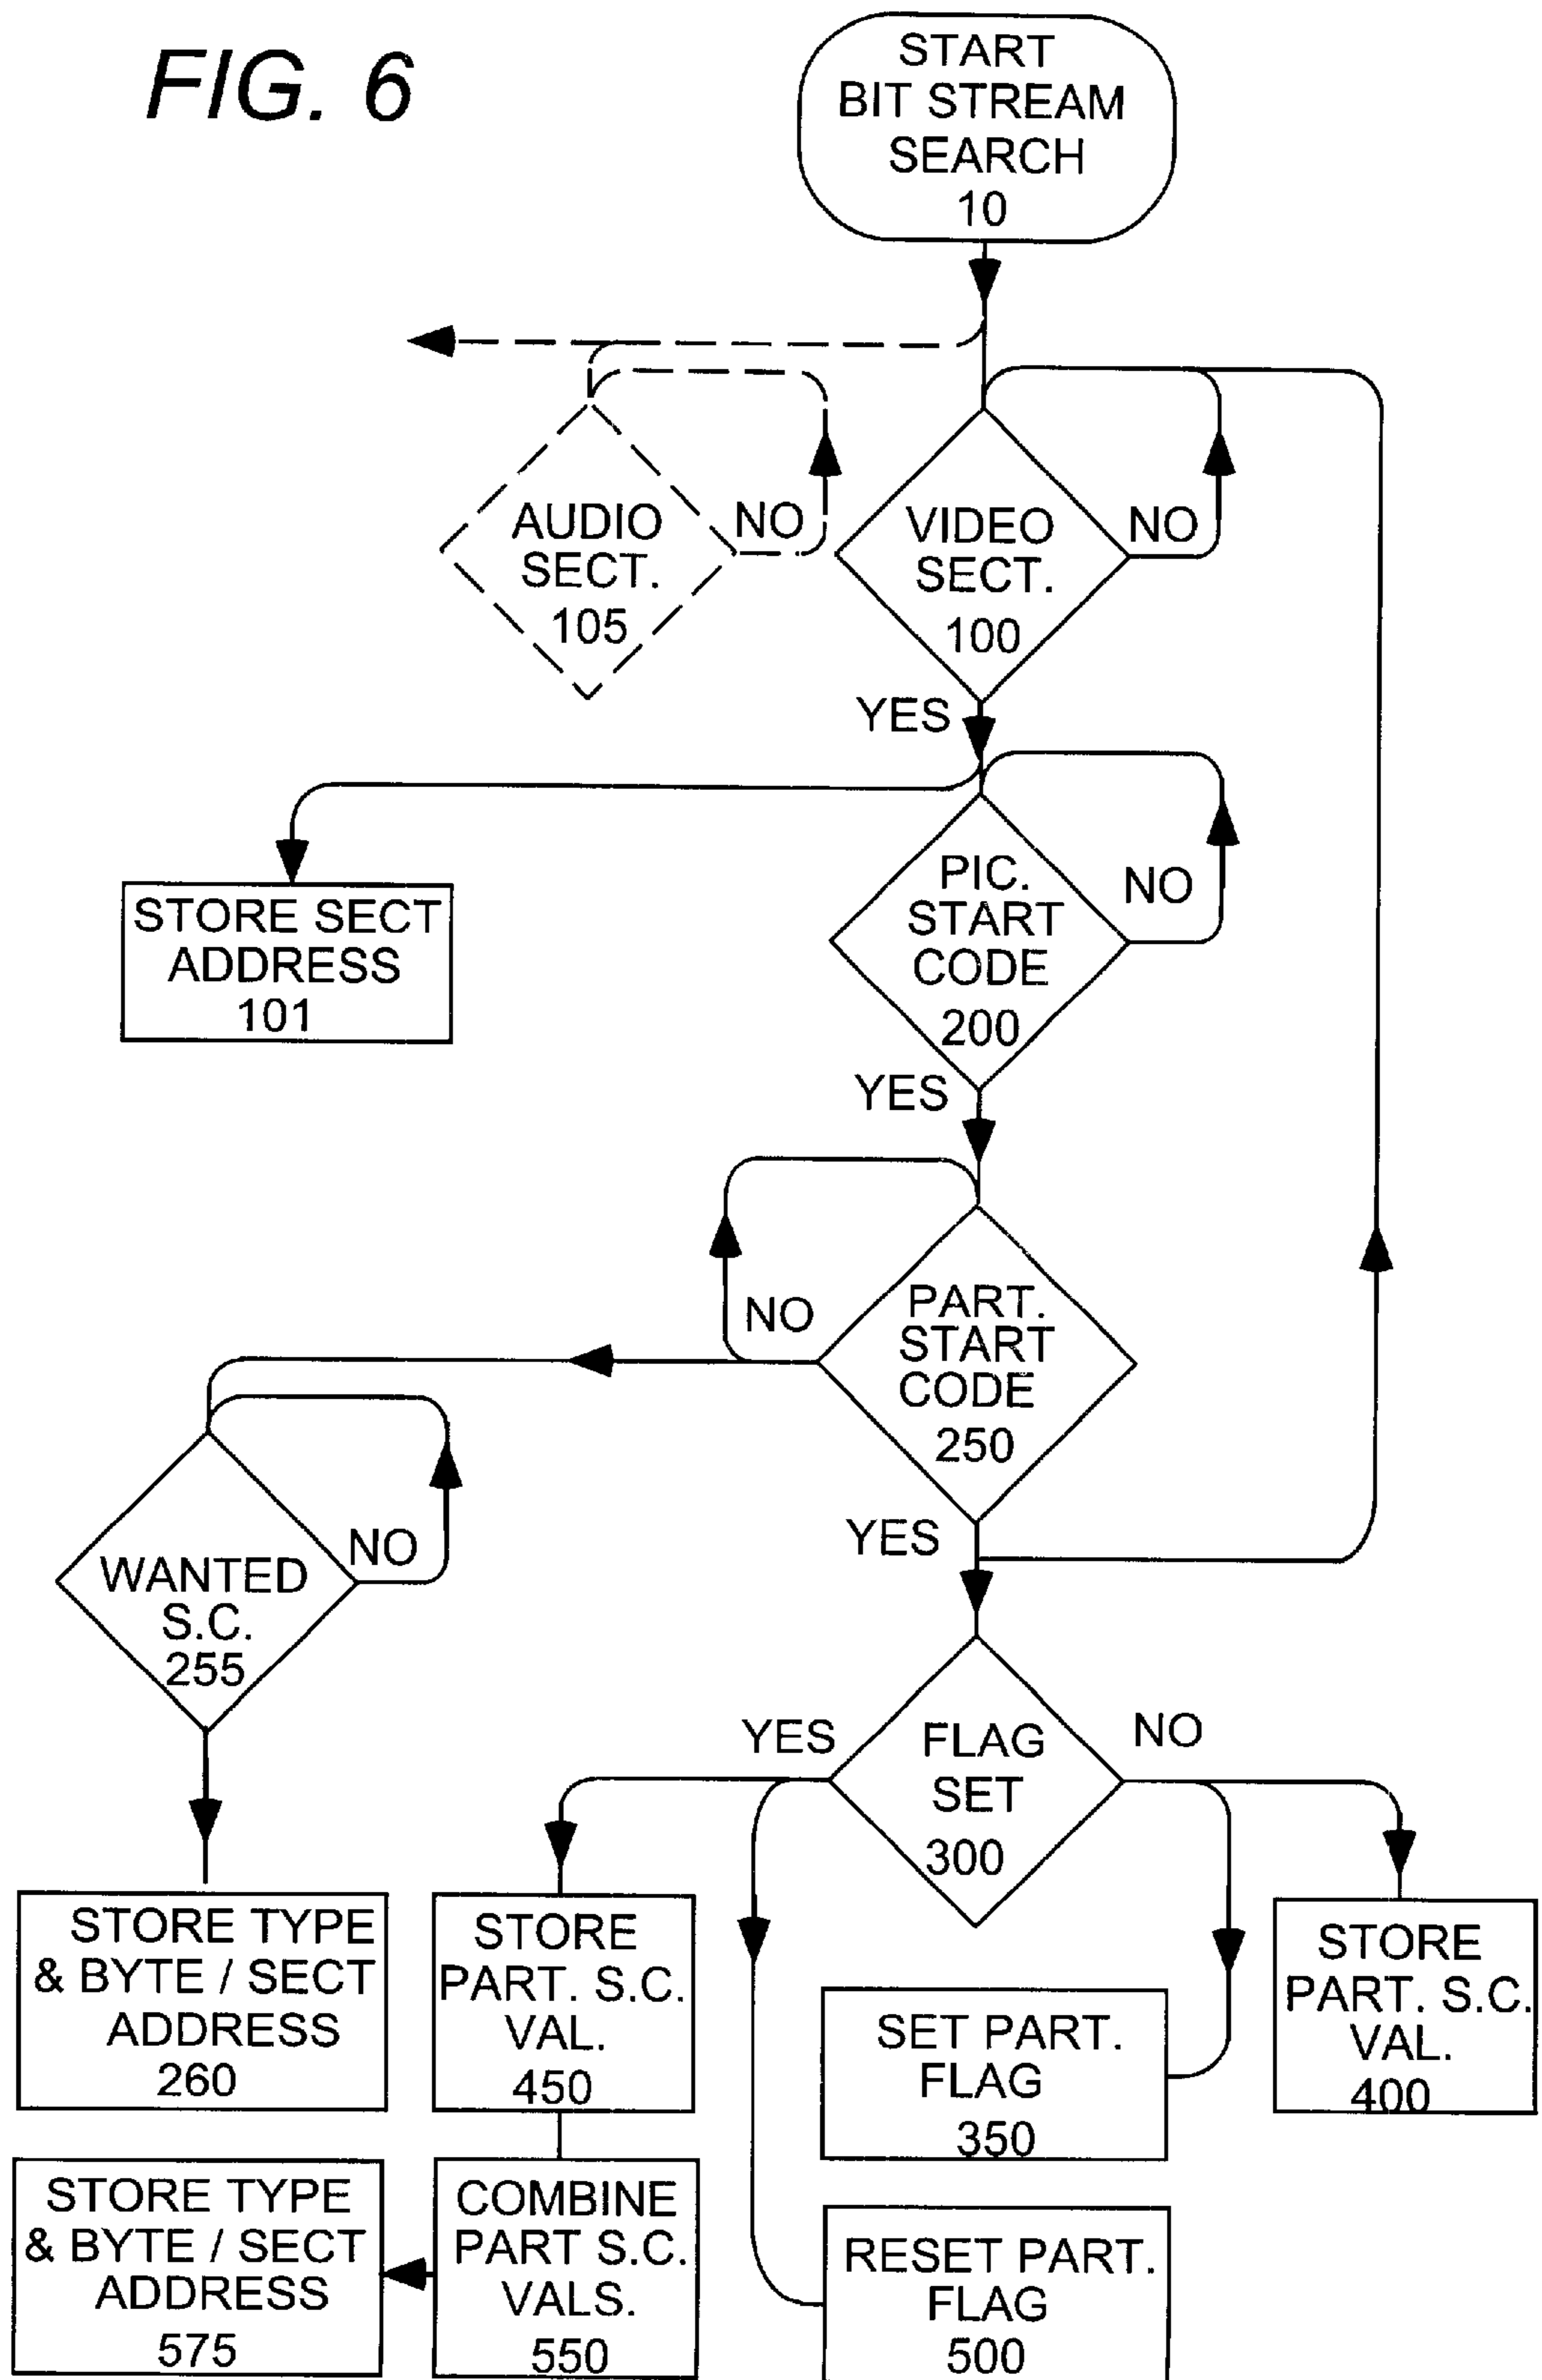 FIG. 6
START
BIT STREAM
SEARCH
10
AUDIO
SECT.
105
NO
VIDEO
SECT.
100
NO
YES
STORE SECT
ADDRESS
101
PIC.
START
CODE
200
NO
YES
NO
PART.
START
CODE
250
YES
WANTED
S.C.
255
NO
YES
FLAG
SET
300
NO
STORE TYPE
& BYTE / SECT
ADDRESS
260
STORE
PART. S.C.
VAL.
450
SET PART.
FLAG
350
STORE
PART. S.C.
VAL.
400
STORE TYPE
& BYTE / SECT
ADDRESS
575
COMBINE
PART S.C.
VALS.
550
RESET PART.
FLAG
500